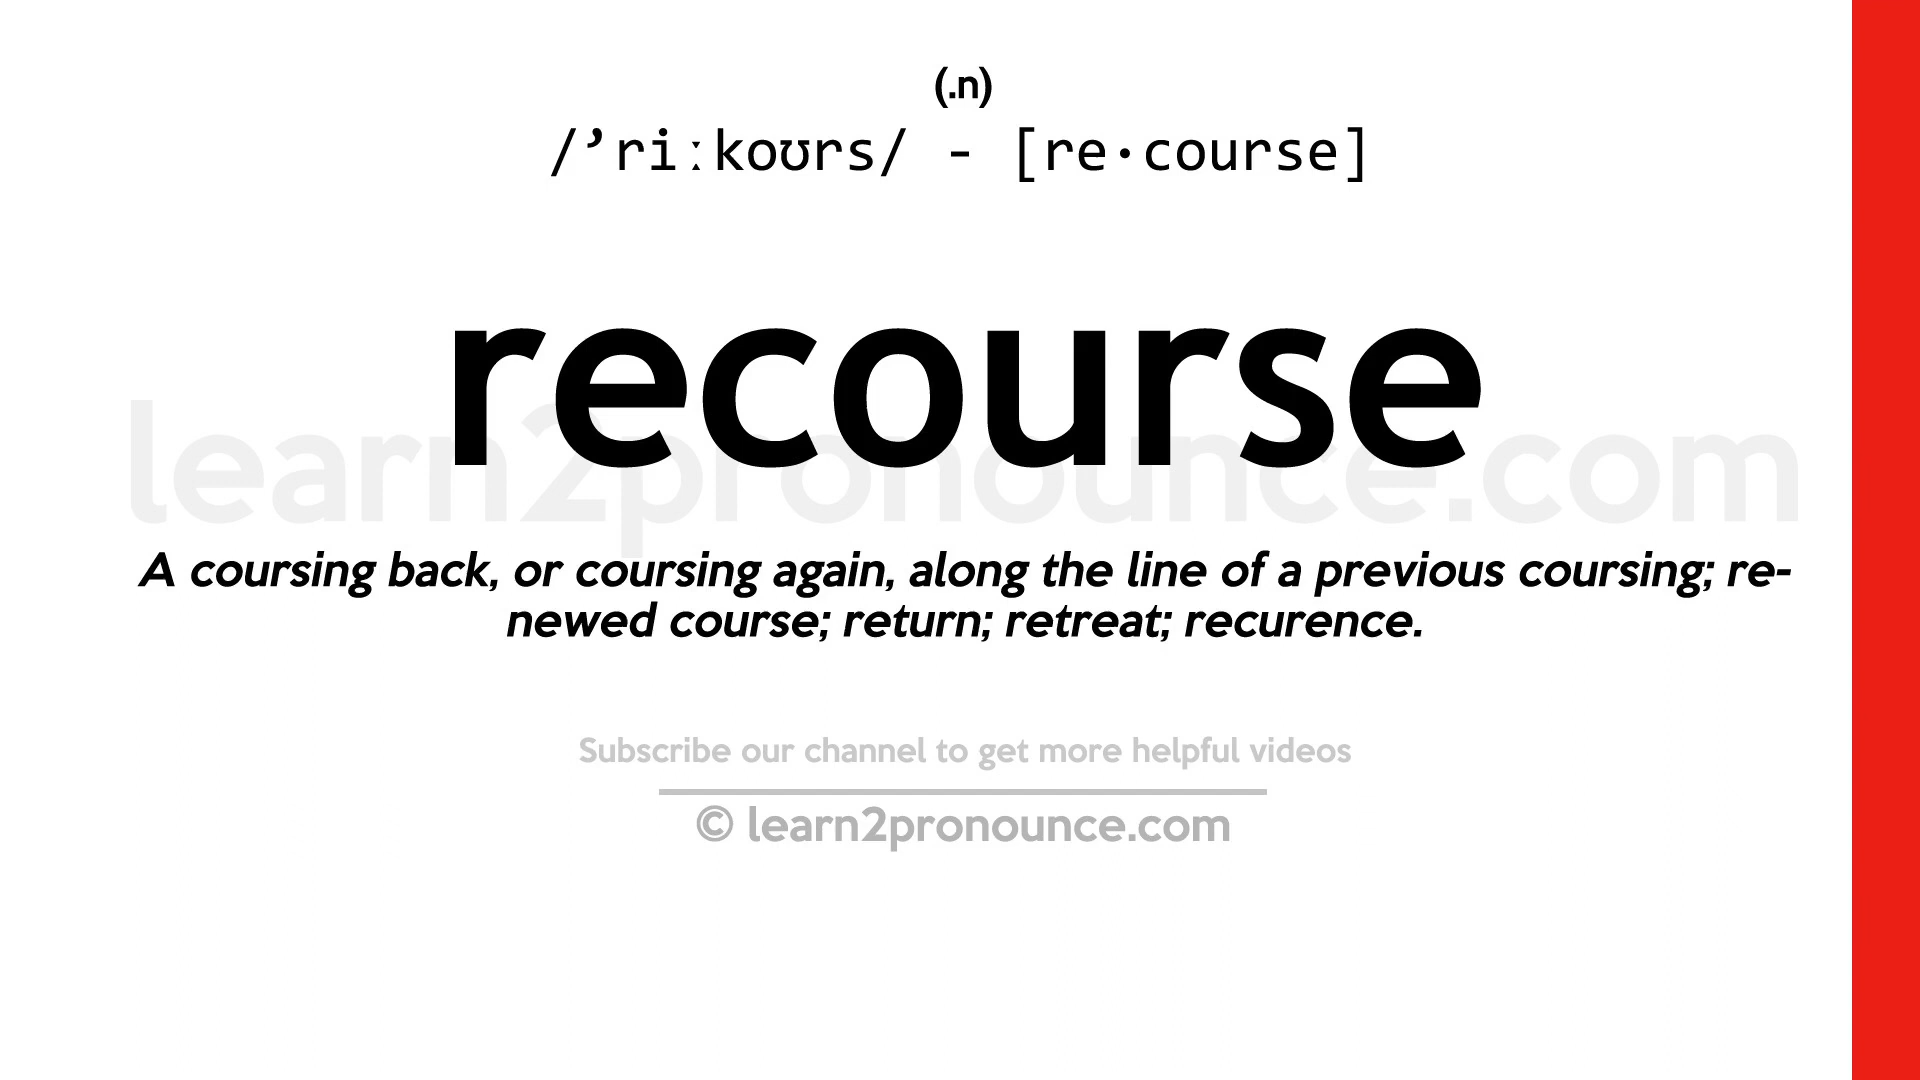 (.n)
/’riːkoʊrs/ - [re·course]
recourse
learn2pronounce.com
A coursing back, or coursing again, along the line of a previous coursing; re-
newed course; return; retreat; recurence.
Subscribe our channel to get more helpful videos
© learn2pronounce.com